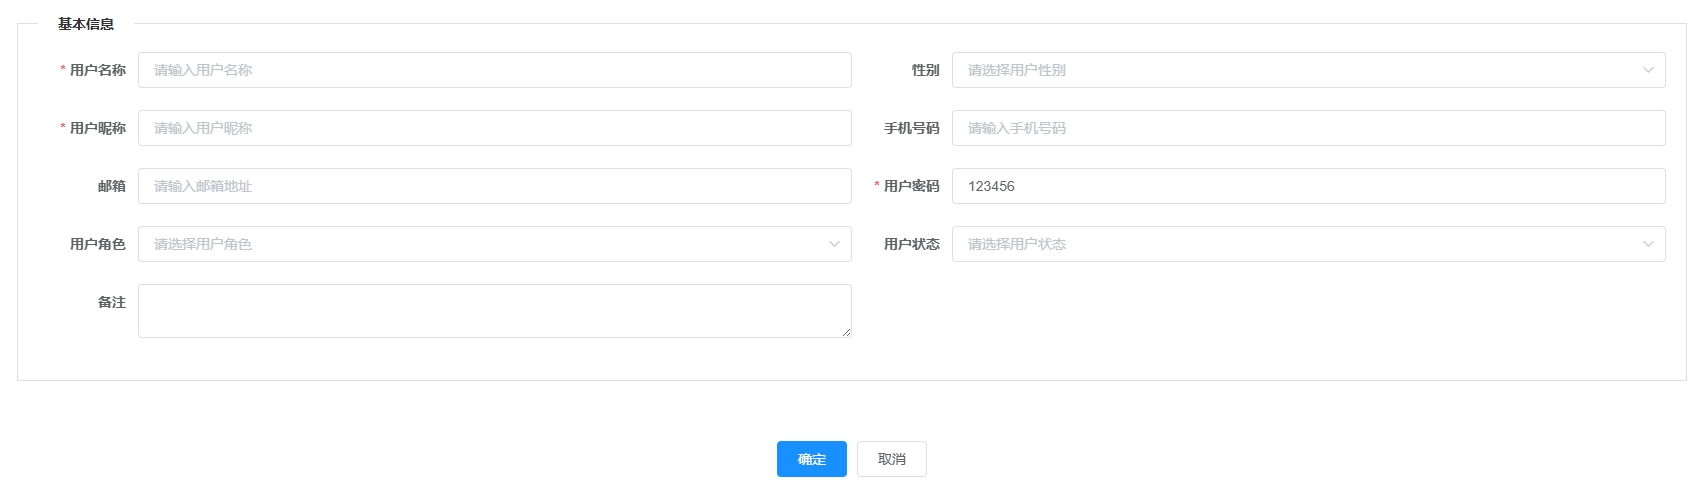 基本信息
* 用户名称 请输入用户名称 性别 请选择用户性别
* 用户昵称 请输入用户昵称 手机号码 请输入手机号码
邮箱 请输入邮箱地址 * 用户密码 123456
用户角色 请选择用户角色 用户状态 请选择用户状态
备注
确定 取消